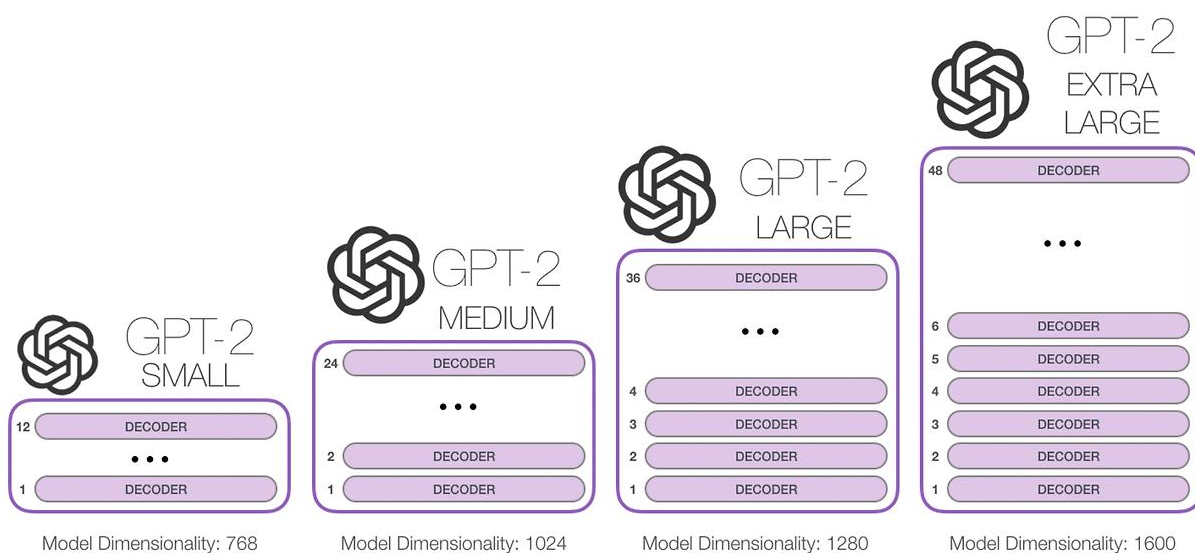 GPT-2
SMALL
12 DECODER
• • •
1 DECODER
Model Dimensionality: 768
GPT-2
MEDIUM
24 DECODER
• • •
2 DECODER
1 DECODER
Model Dimensionality: 1024
GPT-2
LARGE
36 DECODER
• • •
4 DECODER
3 DECODER
2 DECODER
1 DECODER
Model Dimensionality: 1280
GPT-2
EXTRA
LARGE
48 DECODER
• • •
6 DECODER
5 DECODER
4 DECODER
3 DECODER
2 DECODER
1 DECODER
Model Dimensionality: 1600